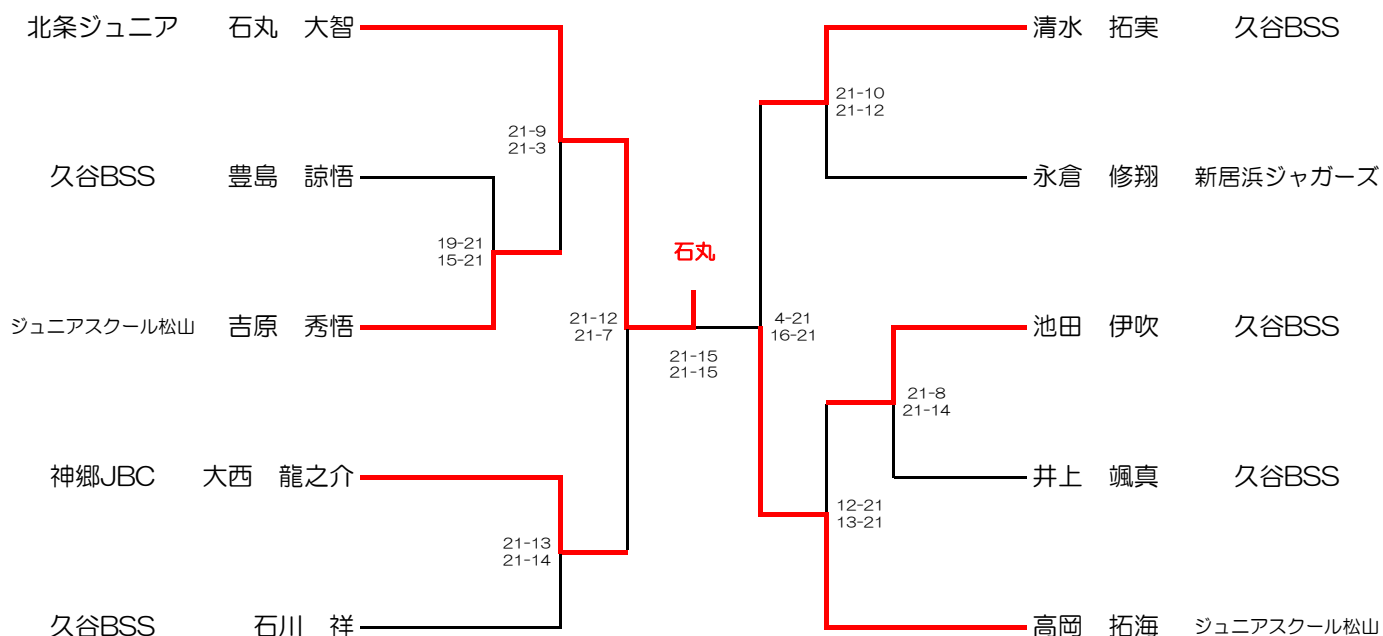 北条ジュニア 石丸 大智
清水 拓実 久谷BSS
21-10
21-12
21-9
21-3
久谷BSS 豊島 諒悟
永倉 修翔 新居浜ジャガーズ
19-21
15-21
石丸
ジュニアスクール松山 吉原 秀悟
21-12
21-7
4-21
16-21
池田 伊吹 久谷BSS
21-15
21-15
21-8
21-14
神郷JBC 大西 龍之介
井上 颯真 久谷BSS
12-21
13-21
21-13
21-14
久谷BSS 石川 祥
高岡 拓海 ジュニアスクール松山